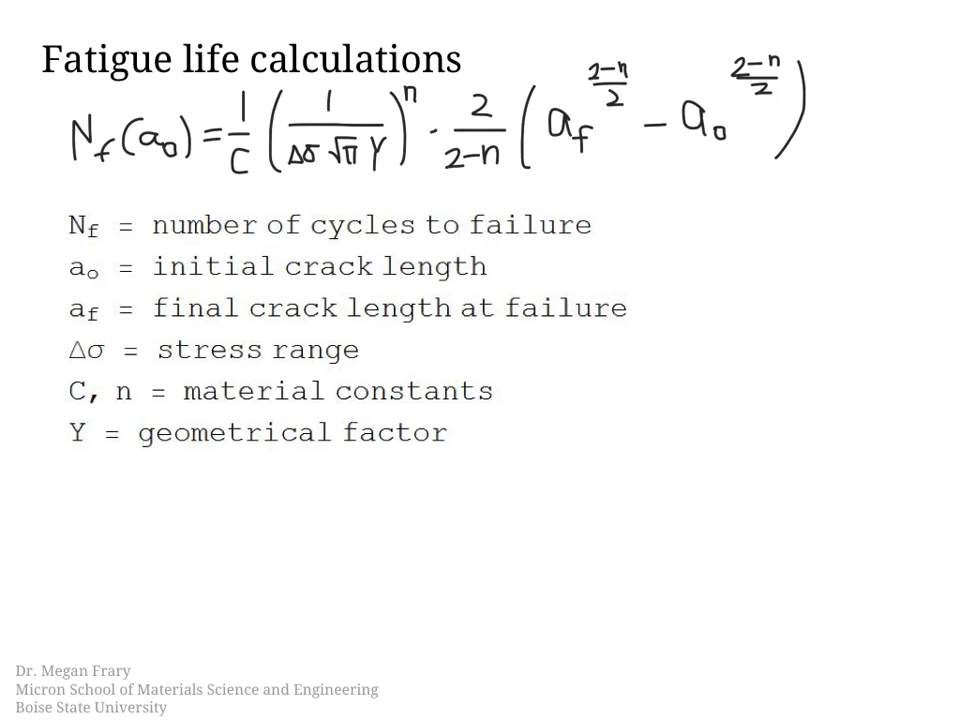 Fatigue life calculations
N_f(a_o) = 1/C (1/(Δσ √π Y))^n · 2/(2-n) (a_f^((2-n)/2) - a_o^((2-n)/2))
N_f = number of cycles to failure
a_o = initial crack length
a_f = final crack length at failure
Δσ = stress range
C, n = material constants
Y = geometrical factor
Dr. Megan Frary
Micron School of Materials Science and Engineering
Boise State University